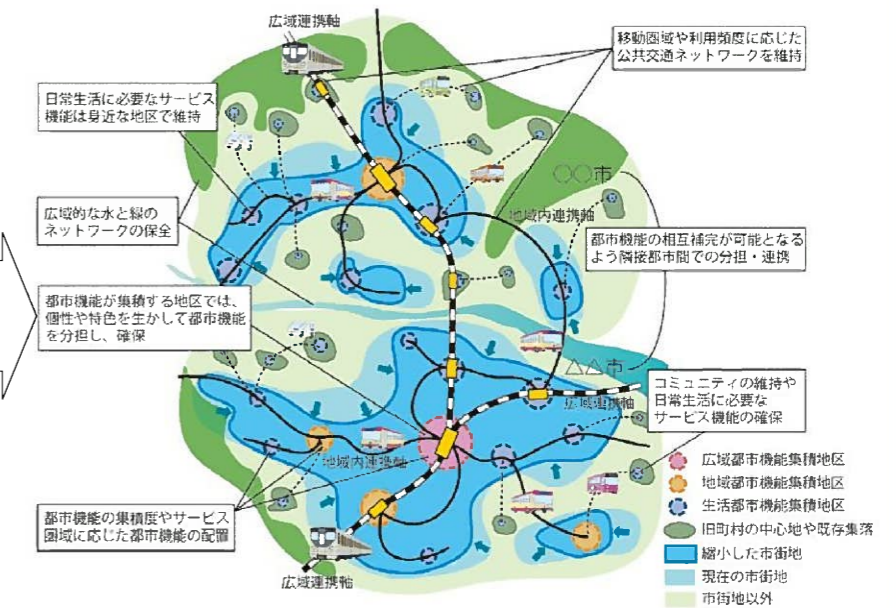 広域連携軸
移動圏域や利用頻度に応じた
公共交通ネットワークを維持
日常生活に必要なサービス
機能は身近な地区で維持
○○市
広域的な水と緑の
ネットワークの保全
地域内連携軸
都市機能の相互補完が可能となる
よう隣接都市間での分担・連携
都市機能が集積する地区では、
個性や特色を生かして都市機能
を分担し、確保
△△市
広域連携軸
コミュニティの維持や
日常生活に必要な
サービス機能の確保
地域内連携軸
都市機能の集積度やサービス
圏域に応じた都市機能の配置
広域連携軸
広域都市機能集積地区
地域都市機能集積地区
生活都市機能集積地区
旧町村の中心地や既存集落
縮小した市街地
現在の市街地
市街地以外